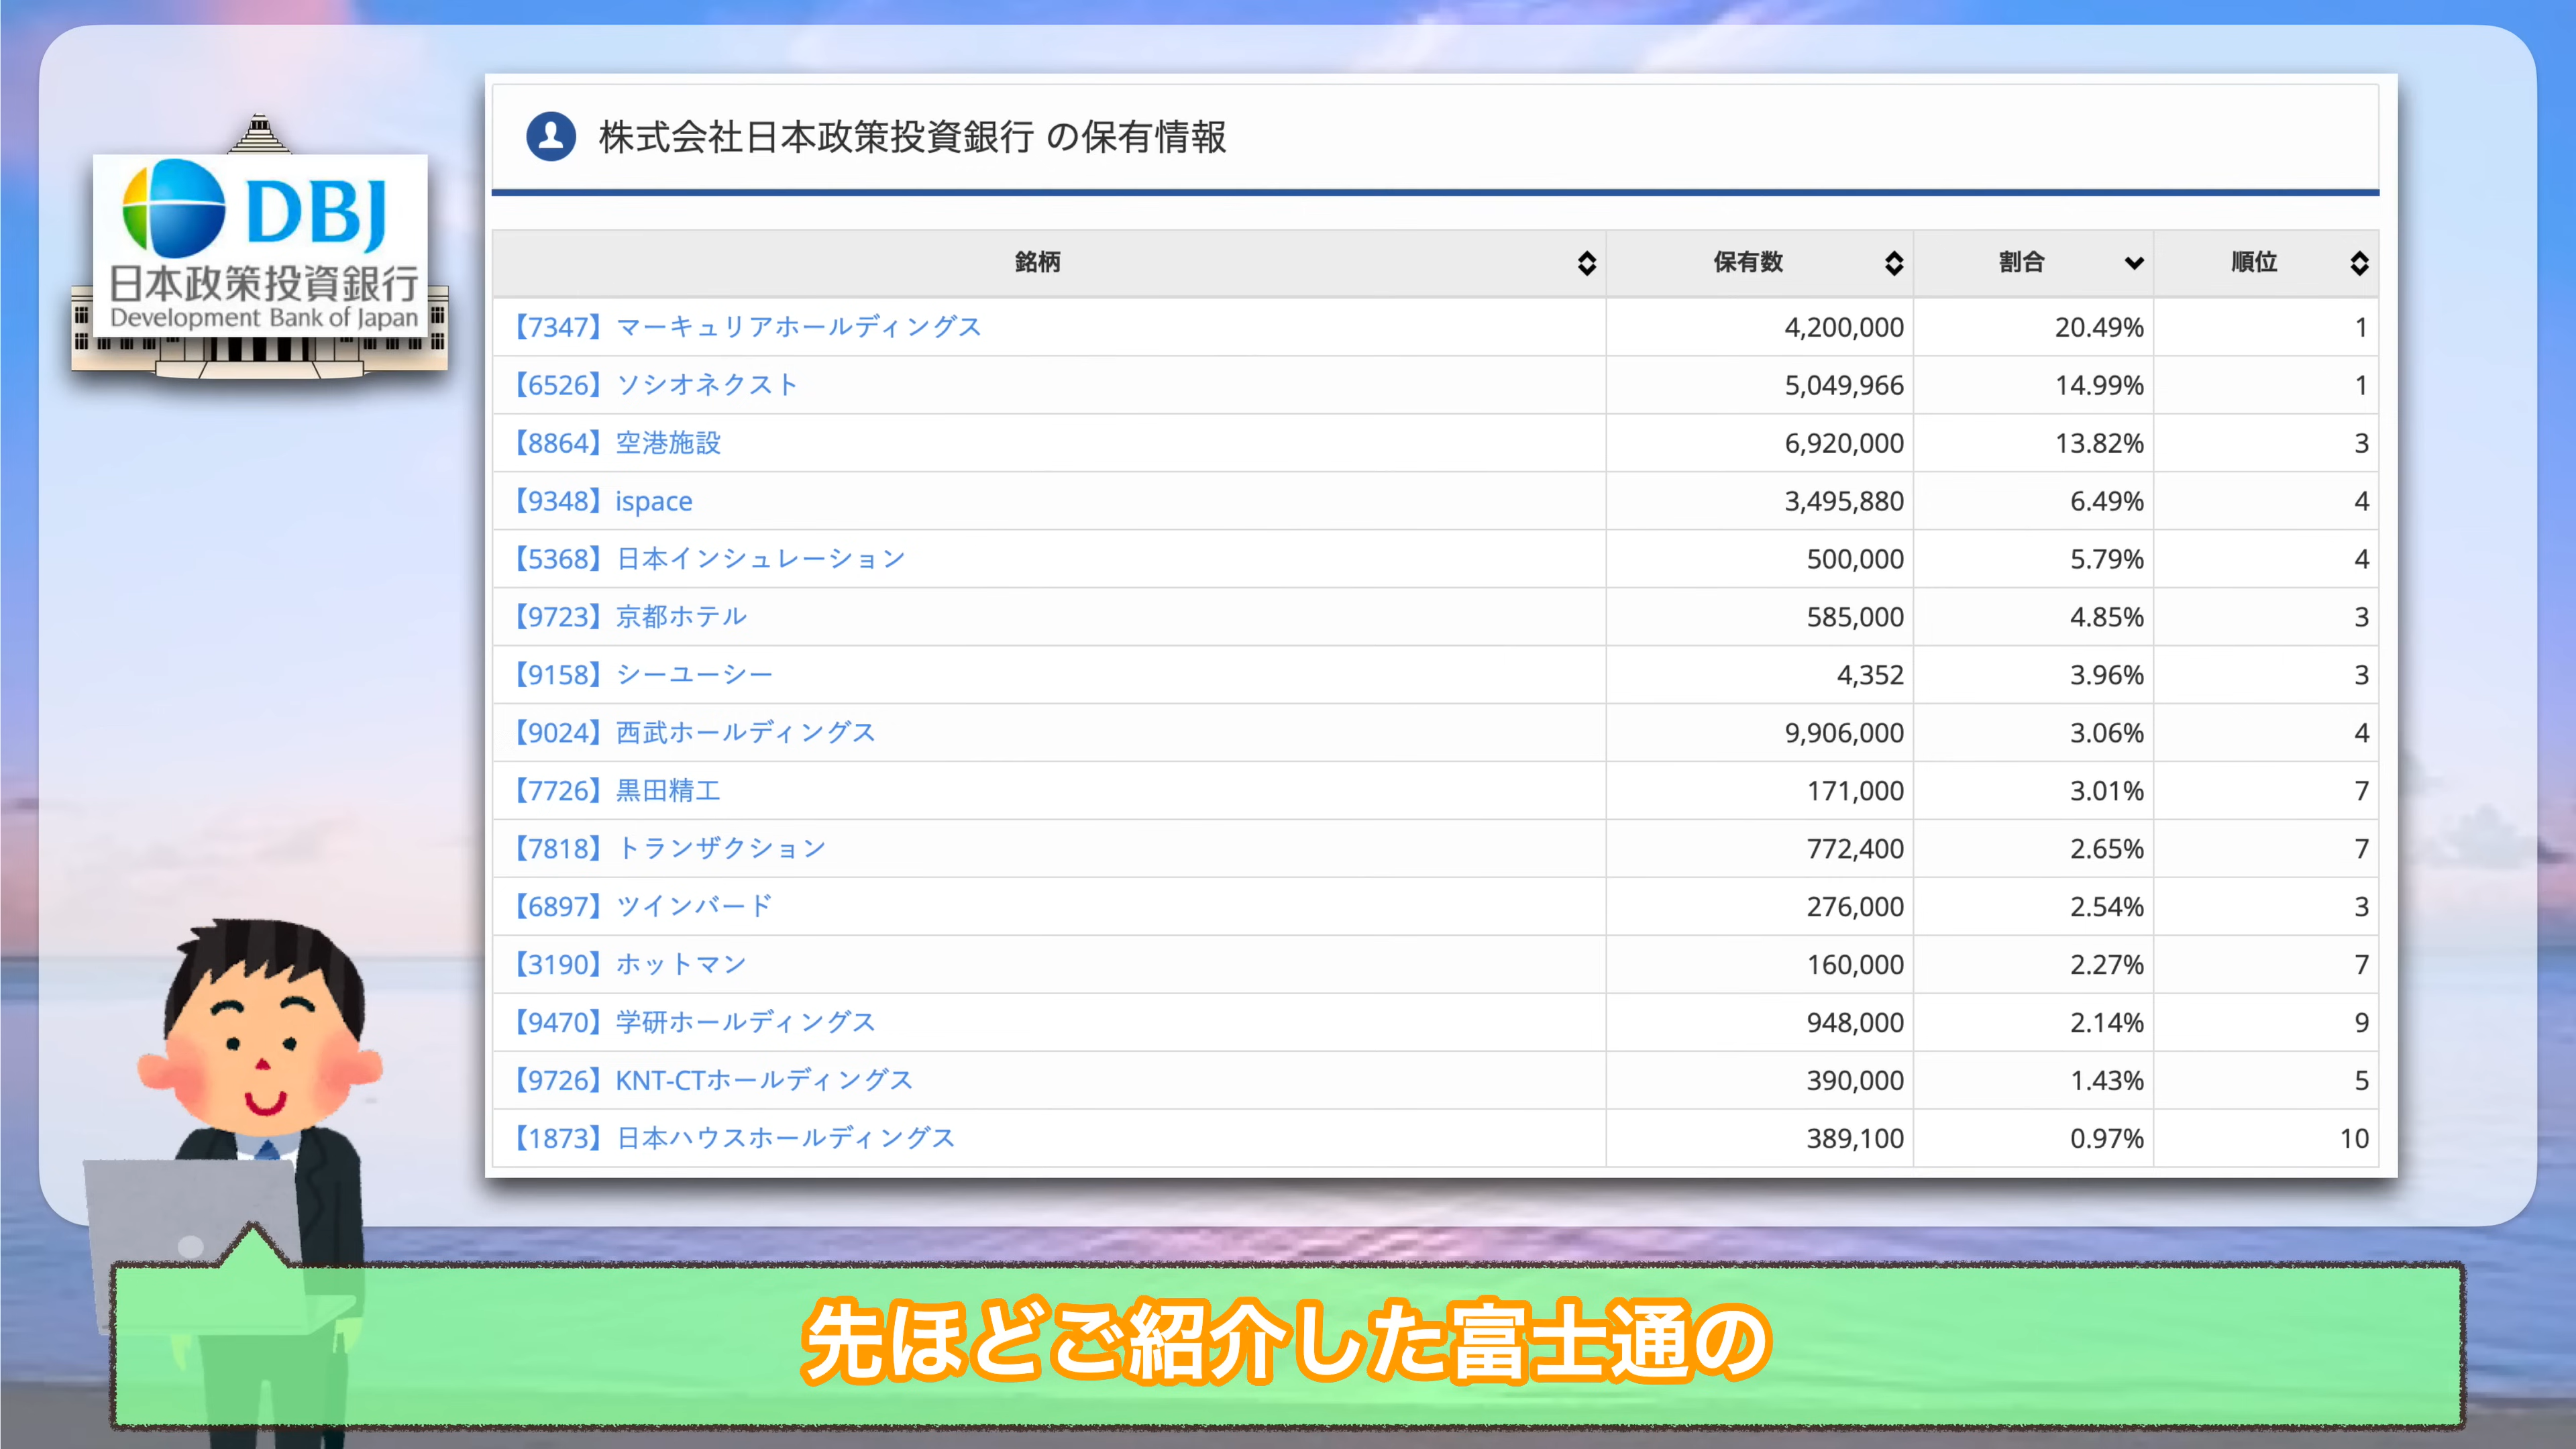 DBJ
日本政策投資銀行
Development Bank of Japan
株式会社日本政策投資銀行 の保有情報
銘柄 保有数 割合 順位
【7347】マーキュリアホールディングス 4,200,000 20.49% 1
【6526】ソシオネクスト 5,049,966 14.99% 1
【8864】空港施設 6,920,000 13.82% 3
【9348】ispace 3,495,880 6.49% 4
【5368】日本インシュレーション 500,000 5.79% 4
【9723】京都ホテル 585,000 4.85% 3
【9158】シーユーシー 4,352 3.96% 3
【9024】西武ホールディングス 9,906,000 3.06% 4
【7726】黒田精工 171,000 3.01% 7
【7818】トランザクション 772,400 2.65% 7
【6897】ツインバード 276,000 2.54% 3
【3190】ホットマン 160,000 2.27% 7
【9470】学研ホールディングス 948,000 2.14% 9
【9726】KNT-CTホールディングス 390,000 1.43% 5
【1873】日本ハウスホールディングス 389,100 0.97% 10
先ほどご紹介した富士通の